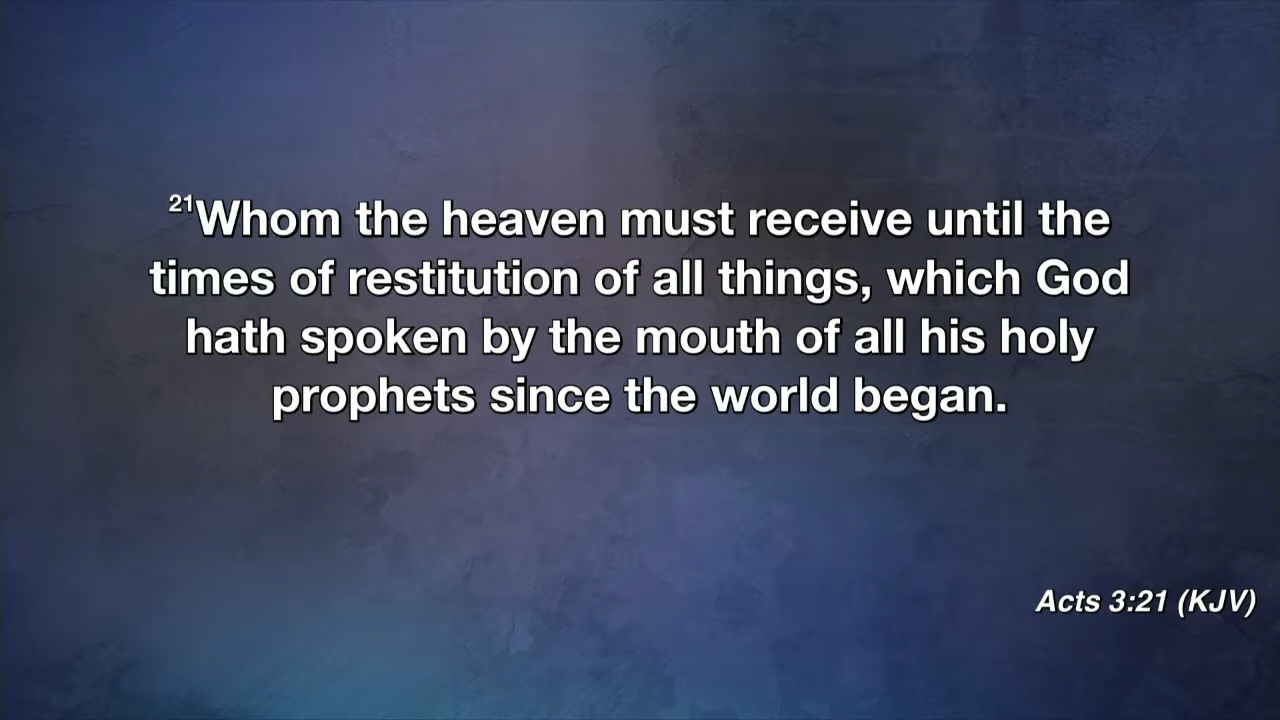 21Whom the heaven must receive until the
times of restitution of all things, which God
hath spoken by the mouth of all his holy
prophets since the world began.
Acts 3:21 (KJV)